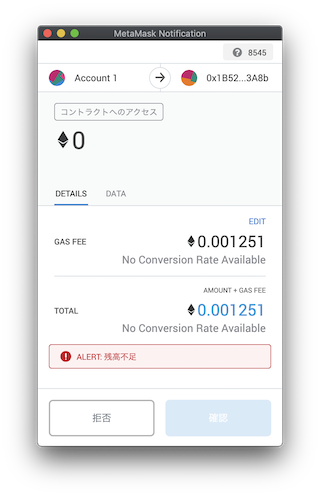 MetaMask Notification
8545
Account 1
0x1B52...3A8b
コントラクトへのアクセス
0
DETAILS
DATA
EDIT
GAS FEE
0.001251
No Conversion Rate Available
AMOUNT + GAS FEE
TOTAL
0.001251
No Conversion Rate Available
ALERT: 残高不足
拒否
確認